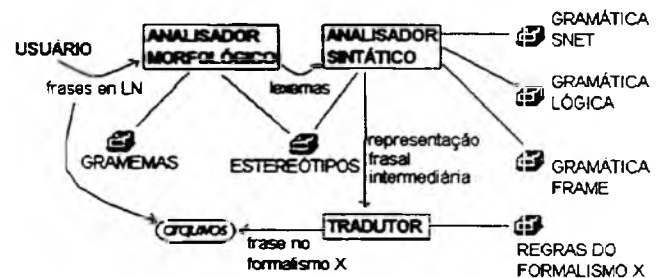 USUÁRIO
frases en LN
ANALISADOR
MORFOLÓGICO
lexemas
ANALISADOR
SINTÁTICO
GRAMÁTICA
SNET
GRAMÁTICA
LÓGICA
GRAMÁTICA
FRAME
GRAMEMAS
ESTEREÓTIPOS
representação
frasal
intermediária
arquivos
frase no
formalismo X
TRADUTOR
REGRAS DO
FORMALISMO X